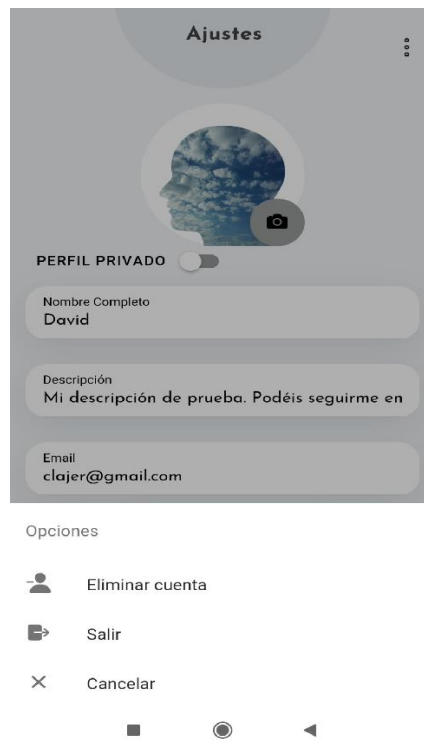 Ajustes
PERFIL PRIVADO
Nombre Completo
David
Descripción
Mi descripción de prueba. Podéis seguirme en
Email
clajer@gmail.com
Opciones
Eliminar cuenta
Salir
Cancelar